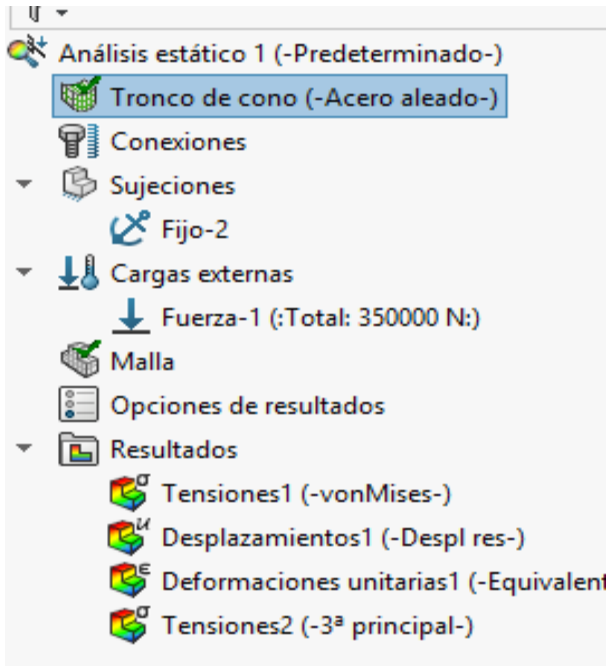 Análisis estático 1 (-Predeterminado-)
Tronco de cono (-Acero aleado-)
Conexiones
Sujeciones
Fijo-2
Cargas externas
Fuerza-1 (:Total: 350000 N:)
Malla
Opciones de resultados
Resultados
Tensiones1 (-vonMises-)
Desplazamientos1 (-Despl res-)
Deformaciones unitarias1 (-Equivalent
Tensiones2 (-3ª principal-)